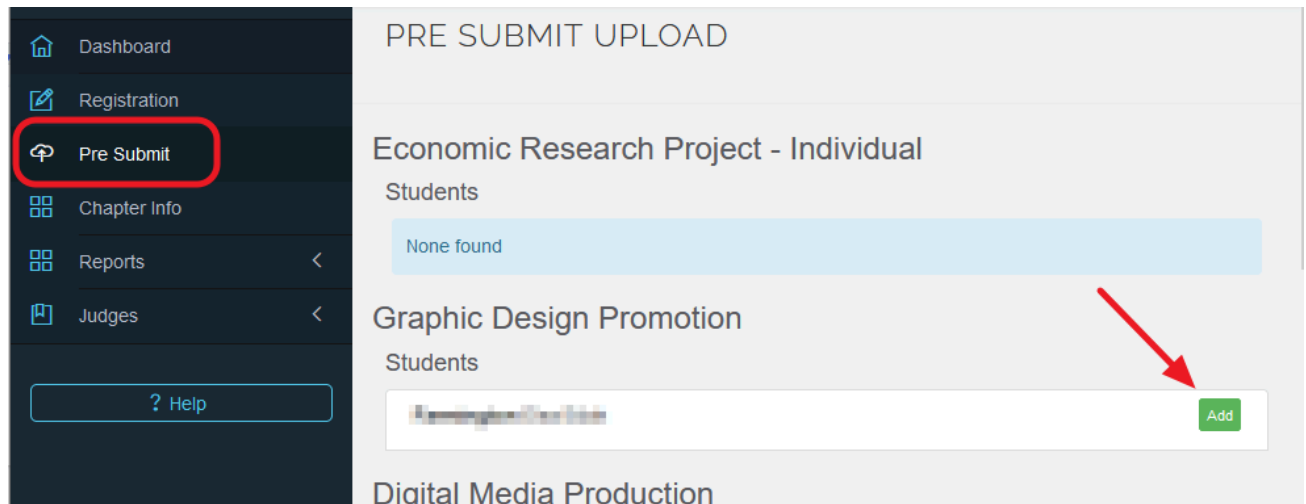 Dashboard
Registration
Pre Submit
Chapter Info
Reports
Judges
? Help
PRE SUBMIT UPLOAD
Economic Research Project - Individual
Students
None found
Graphic Design Promotion
Students
Add
Digital Media Production